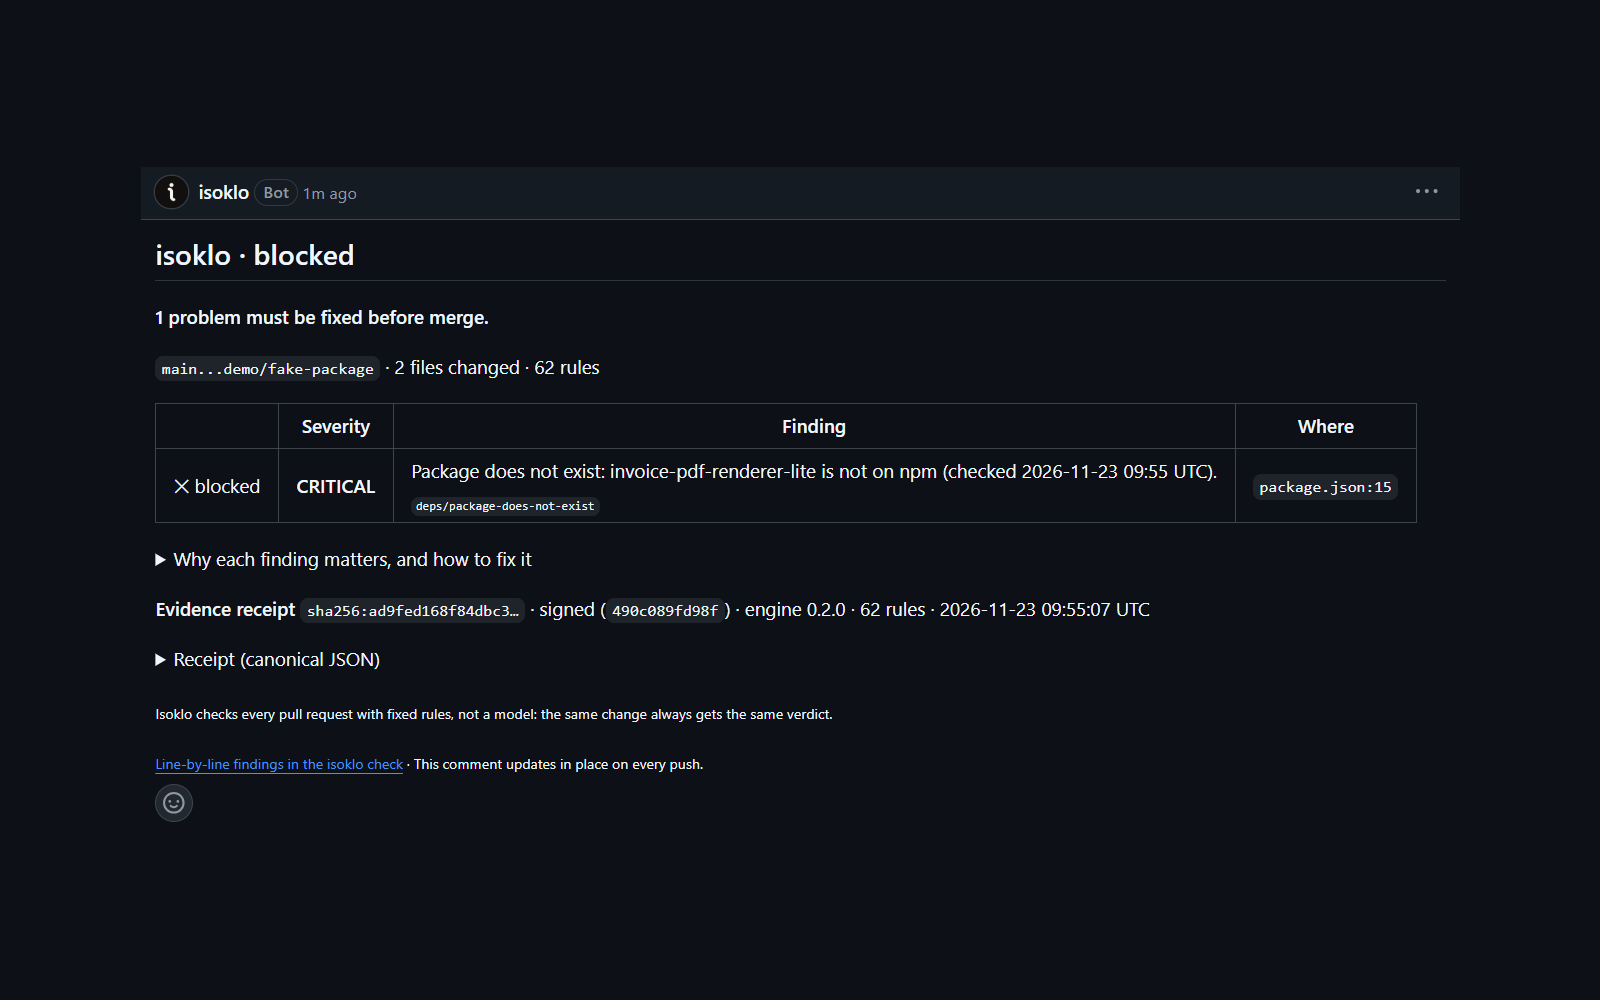 isoklo Bot 1m ago
isoklo · blocked
1 problem must be fixed before merge.
main...demo/fake-package · 2 files changed · 62 rules
Severity Finding Where
blocked CRITICAL Package does not exist: invoice-pdf-renderer-lite is not on npm (checked 2026-11-23 09:55 UTC). package.json:15
deps/package-does-not-exist
Why each finding matters, and how to fix it
Evidence receipt sha256:ad9fed168f84dbc3… · signed (490c089fd98f) · engine 0.2.0 · 62 rules · 2026-11-23 09:55:07 UTC
Receipt (canonical JSON)
Isoklo checks every pull request with fixed rules, not a model: the same change always gets the same verdict.
Line-by-line findings in the isoklo check · This comment updates in place on every push.